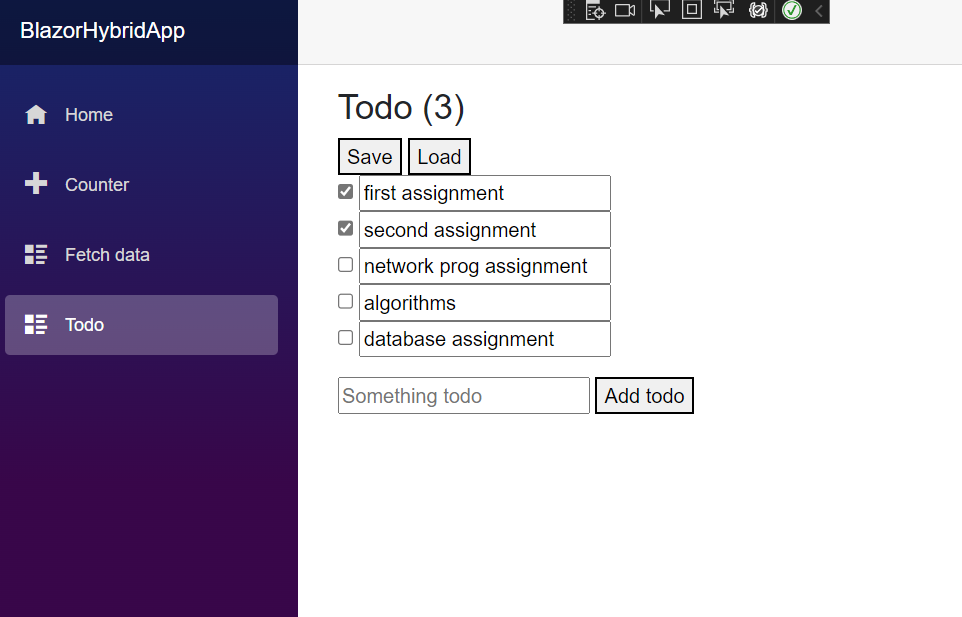 BlazorHybridApp
Home
Counter
Fetch data
Todo
Todo (3)
Save Load
first assignment
second assignment
network prog assignment
algorithms
database assignment
Something todo Add todo